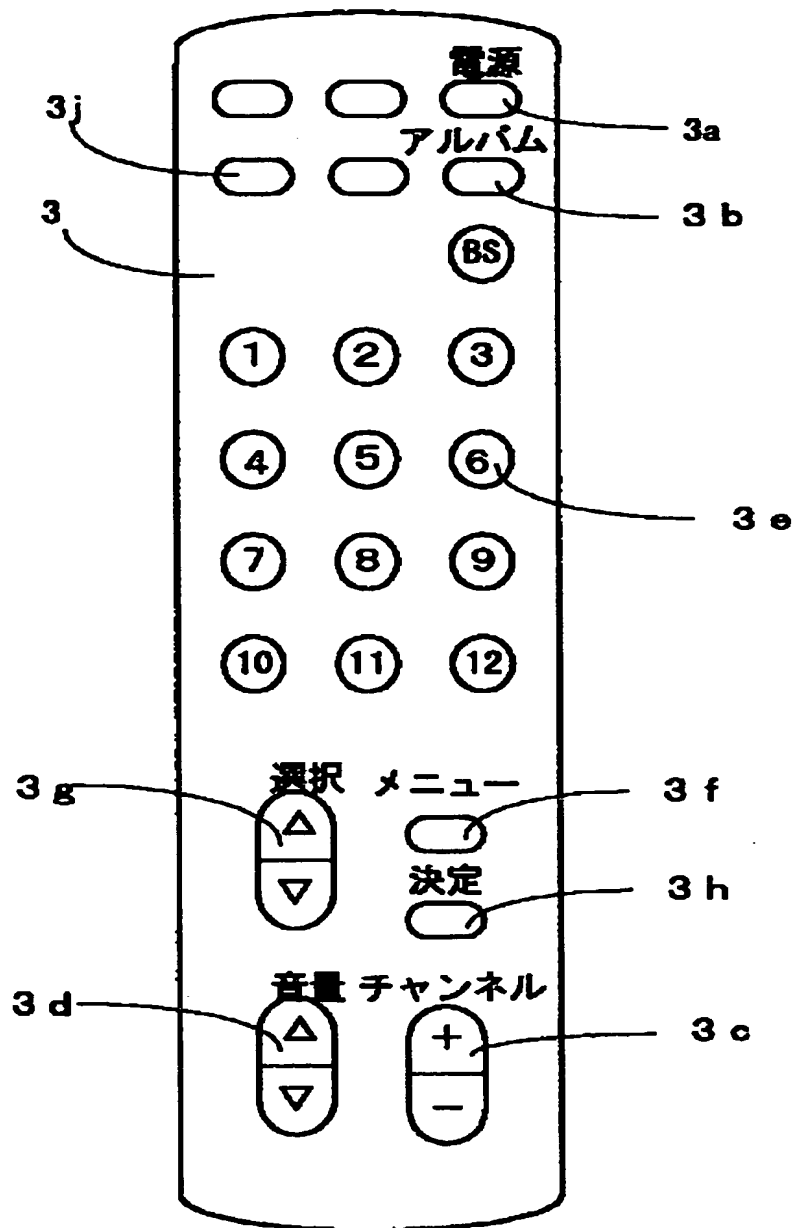 電源
3j 3a
アルバム
3 3b
BS
1 2 3
4 5 6
3e
7 8 9
10 11 12
選択 メニュー
3g △ 3f
▽ 決定
3h
音量 チャンネル
3d △ + 3c
▽ −